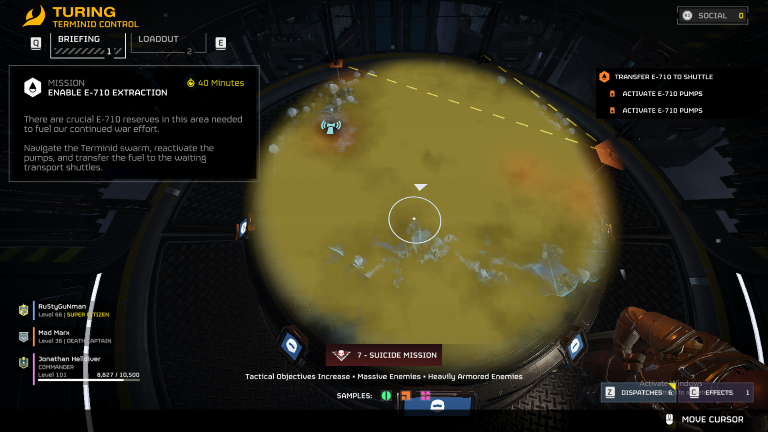 TURING
TERMINID CONTROL
SOCIAL 0
Q BRIEFING 1 LOADOUT 2 E
MISSION
ENABLE E-710 EXTRACTION
40 Minutes
There are crucial E-710 reserves in this area needed
to fuel our continued war effort.
Navigate the Terminid swarm, reactivate the
pumps, and transfer the fuel to the waiting
transport shuttles.
TRANSFER E-710 TO SHUTTLE
ACTIVATE E-710 PUMPS
ACTIVATE E-710 PUMPS
RuStyGuNman
Level 66 | SUPER CITIZEN
Mad Marx
Level 36 | DEATH CAPTAIN
Jonathan Helldiver
COMMANDER
Level 101 8,827 / 10,500
7 - SUICIDE MISSION
Tactical Objectives Increase • Massive Enemies • Heavily Armored Enemies
SAMPLES:
Activate Windows
Z DISPATCHES 6 C EFFECTS 1
MOVE CURSOR